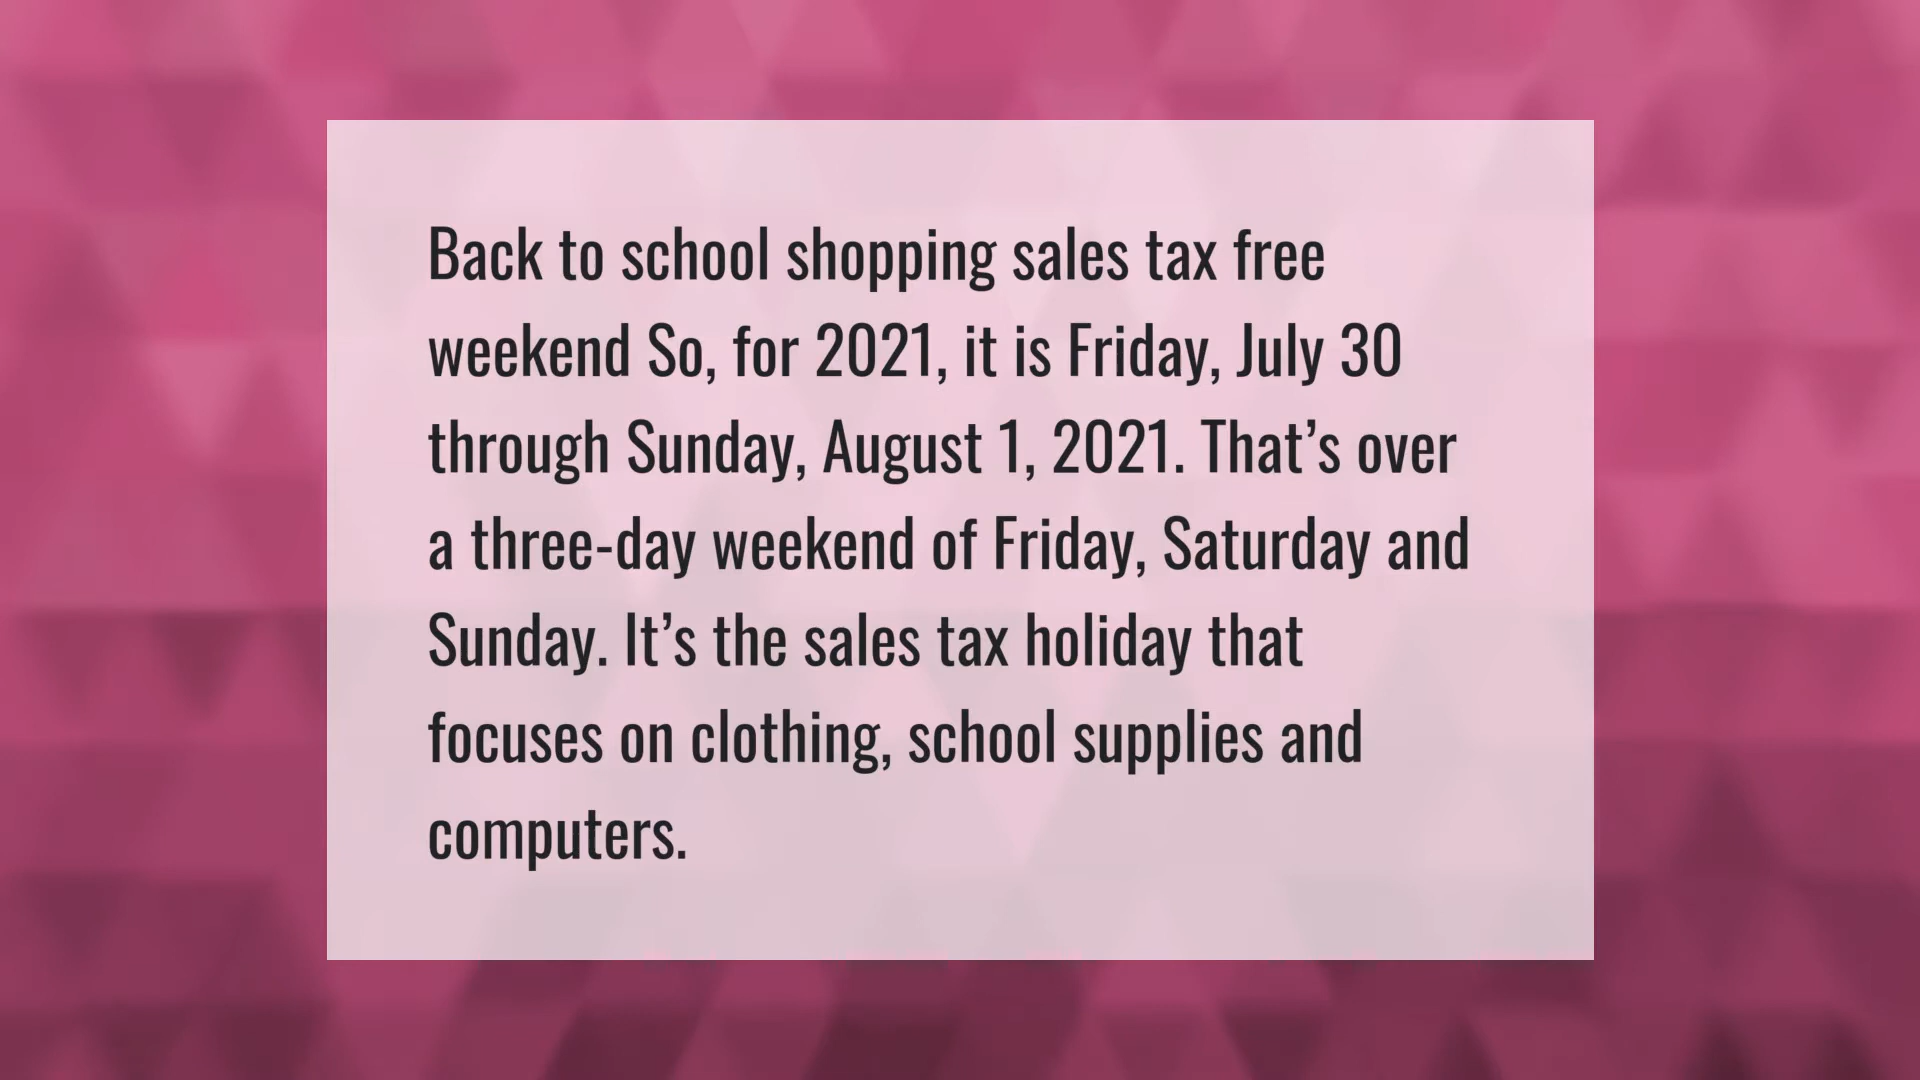 Back to school shopping sales tax free
weekend So, for 2021, it is Friday, July 30
through Sunday, August 1, 2021. That’s over
a three-day weekend of Friday, Saturday and
Sunday. It’s the sales tax holiday that
focuses on clothing, school supplies and
computers.